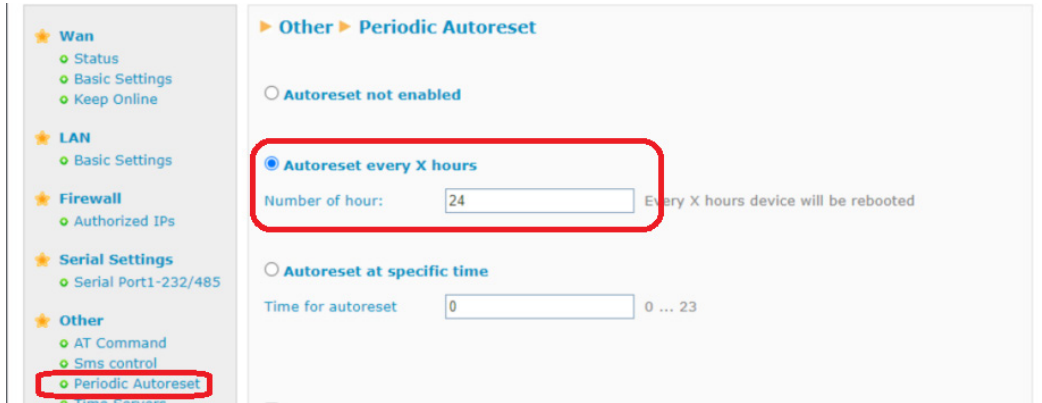 Wan
Status
Basic Settings
Keep Online
LAN
Basic Settings
Firewall
Authorized IPs
Serial Settings
Serial Port1-232/485
Other
AT Command
Sms control
Periodic Autoreset
Time Servers
Other Periodic Autoreset
Autoreset not enabled
Autoreset every X hours
Number of hour: 24 Every X hours device will be rebooted
Autoreset at specific time
Time for autoreset 0 0 ... 23